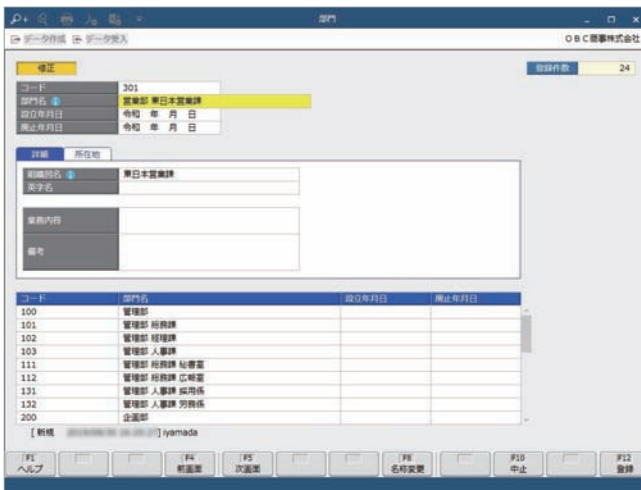 部門
データ作成 データ受入 OBC商事株式会社
修正 登録件数 24
コード 301
部門名 営業部 東日本営業課
設立年月日 令和 年 月 日
廃止年月日 令和 年 月 日
詳細 所在地
組織別名 東日本営業課
英字名
業務内容
備考
コード 部門名 設立年月日 廃止年月日
100 管理部
101 管理部 総務課
102 管理部 経理課
103 管理部 人事課
111 管理部 総務課 秘書室
112 管理部 総務課 広報室
131 管理部 人事課 採用係
132 管理部 人事課 労務係
200 企画部
[ 新規 ] iyamada
F1 F4 F5 F8 F10 F12
ヘルプ 前画面 次画面 名称変更 中止 登録